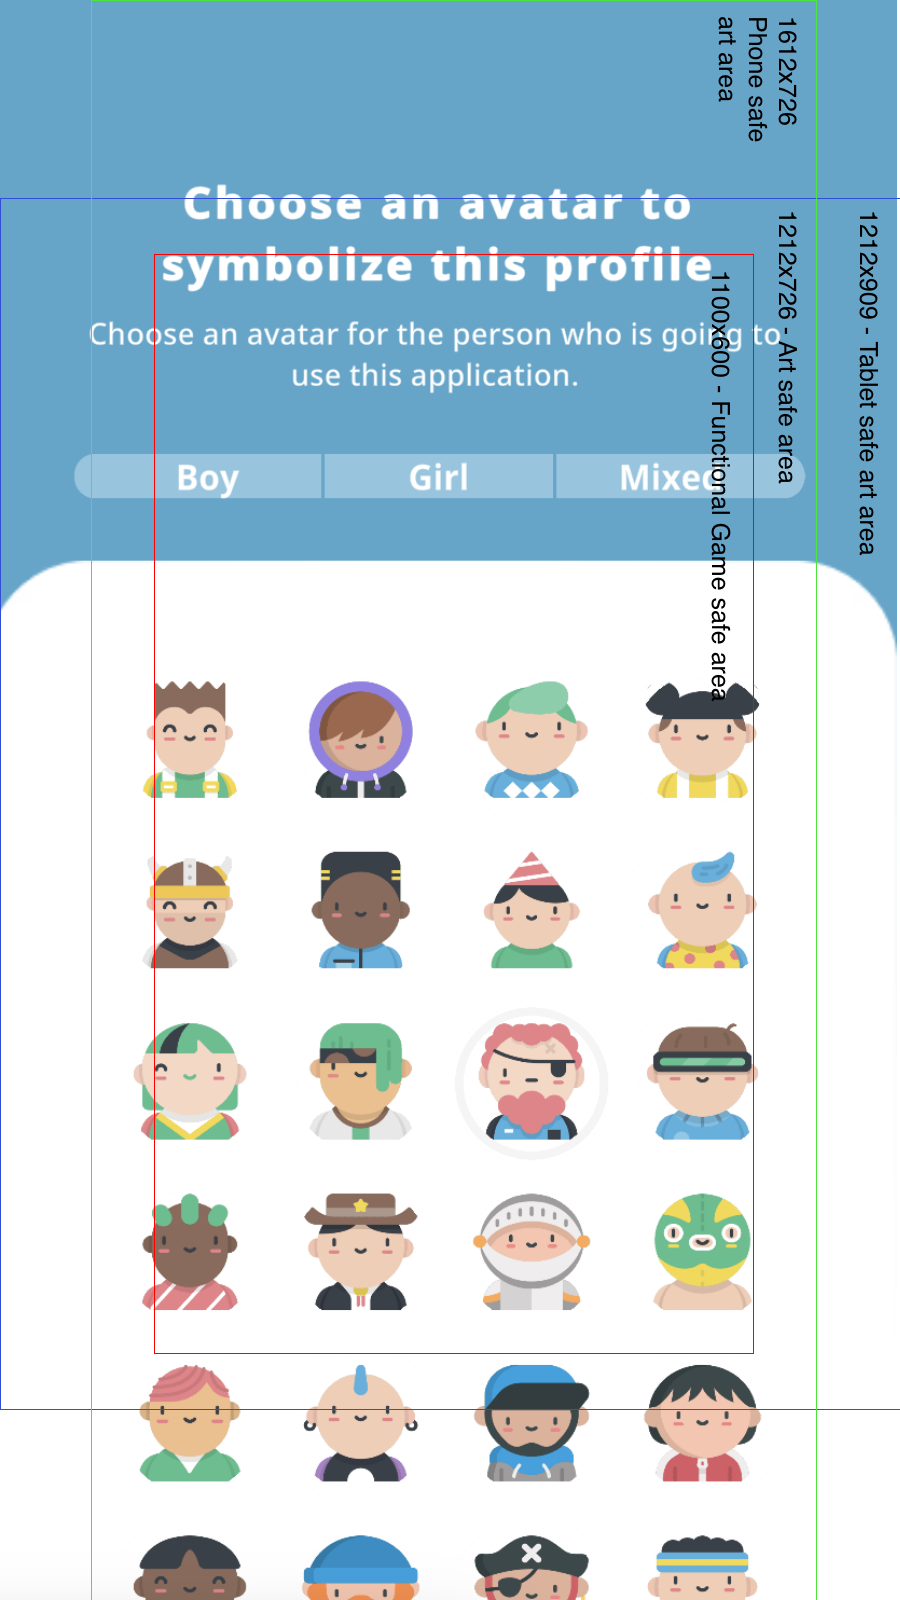 1612x726
Phone safe
art area
Choose an avatar to
symbolize this profile
Choose an avatar for the person who is going to
use this application.
1212x909 - Tablet safe art area
1212x726 - Art safe area
1100x600 - Functional Game safe area
Boy
Girl
Mixed